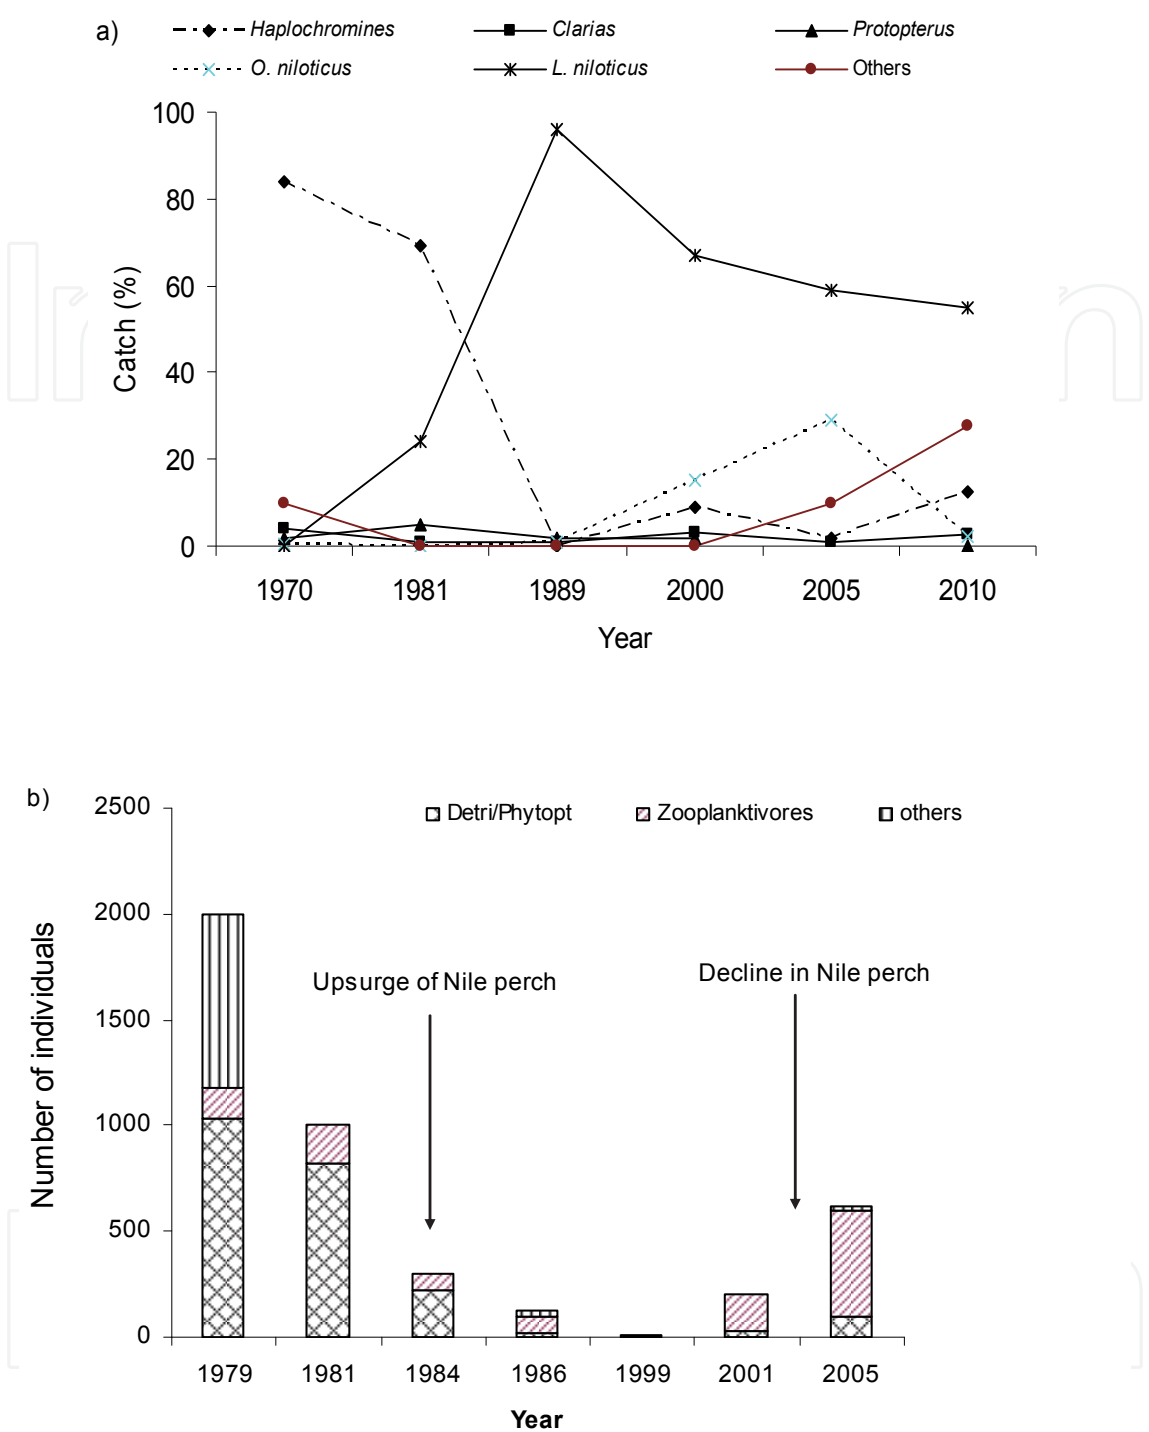 a)
Haplochromines Clarias Protopterus
O. niloticus L. niloticus Others
100
80
60
40
20
0
Catch (%)
1970 1981 1989 2000 2005 2010
Year
b)
2500
2000
1500
1000
500
0
Number of individuals
Detri/Phytopt Zooplanktivores others
Upsurge of Nile perch
Decline in Nile perch
1979 1981 1984 1986 1999 2001 2005
Year